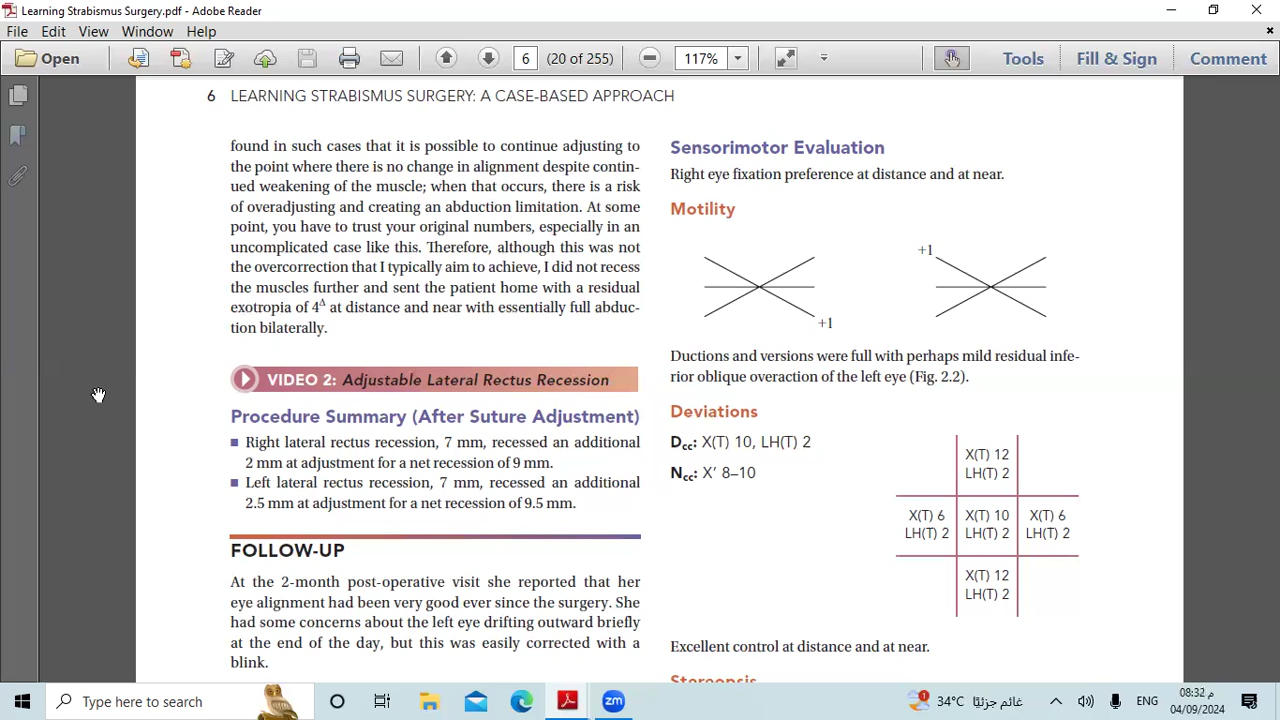 Learning Strabismus Surgery.pdf - Adobe Reader
File Edit View Window Help
Open
6 (20 of 255)
117%
Tools
Fill & Sign
Comment
6 LEARNING STRABISMUS SURGERY: A CASE-BASED APPROACH
found in such cases that it is possible to continue adjusting to
the point where there is no change in alignment despite contin-
ued weakening of the muscle; when that occurs, there is a risk
of overadjusting and creating an abduction limitation. At some
point, you have to trust your original numbers, especially in an
uncomplicated case like this. Therefore, although this was not
the overcorrection that I typically aim to achieve, I did not recess
the muscles further and sent the patient home with a residual
exotropia of 4Δ at distance and near with essentially full abduc-
tion bilaterally.
VIDEO 2: Adjustable Lateral Rectus Recession
Procedure Summary (After Suture Adjustment)
■ Right lateral rectus recession, 7 mm, recessed an additional
2 mm at adjustment for a net recession of 9 mm.
■ Left lateral rectus recession, 7 mm, recessed an additional
2.5 mm at adjustment for a net recession of 9.5 mm.
FOLLOW-UP
At the 2-month post-operative visit she reported that her
eye alignment had been very good ever since the surgery. She
had some concerns about the left eye drifting outward briefly
at the end of the day, but this was easily corrected with a
blink.
Sensorimotor Evaluation
Right eye fixation preference at distance and at near.
Motility
+1
+1
Ductions and versions were full with perhaps mild residual infe-
rior oblique overaction of the left eye (Fig. 2.2).
Deviations
Dcc: X(T) 10, LH(T) 2
Ncc: X′ 8–10
X(T) 12
LH(T) 2
X(T) 6 X(T) 10 X(T) 6
LH(T) 2 LH(T) 2 LH(T) 2
X(T) 12
LH(T) 2
Excellent control at distance and at near.
Stereopsis
Type here to search
zm
1
34°C غائم جزئيًا
ENG
08:32 م
04/09/2024